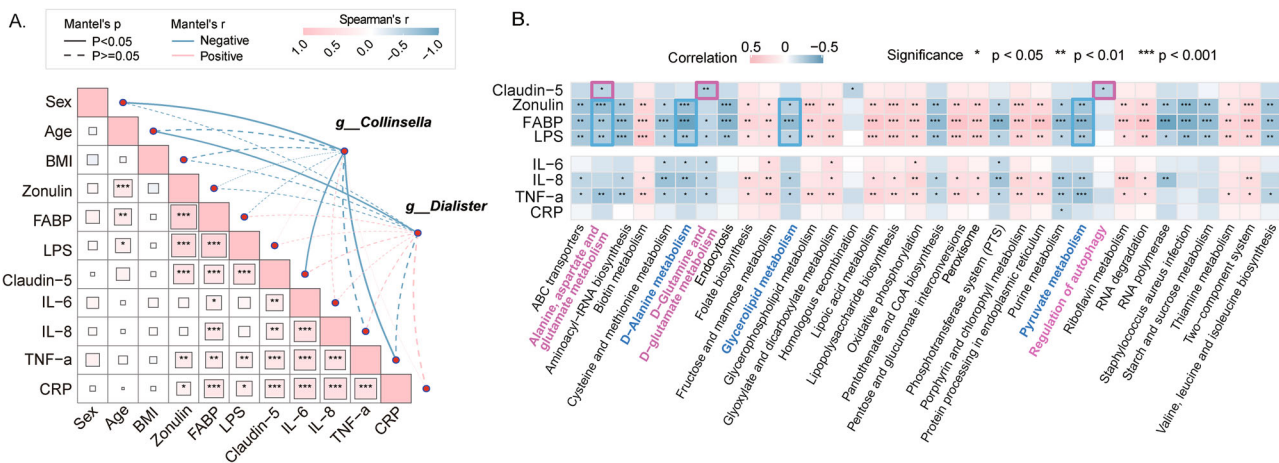 A.
Mantel's p
P<0.05
P>=0.05
Mantel's r
Negative
Positive
Spearman's r
1.0
0.5
0.0
-0.5
-1.0
Sex
Age
BMI
Zonulin
***
FABP
**
***
LPS
*
***
***
Claudin-5
***
***
***
IL-6
*
**
IL-8
***
**
***
TNF-a
**
**
**
***
***
***
CRP
*
***
*
***
***
***
***
Sex
Age
BMI
Zonulin
FABP
LPS
Claudin-5
IL-6
IL-8
TNF-a
CRP
g__Collinsella
g__Dialister
B.
Correlation
0.5
0
−0.5
Significance * p < 0.05 ** p < 0.01 *** p < 0.001
Claudin−5
Zonulin
FABP
LPS
IL−6
IL−8
TNF−a
CRP
ABC transporters
Alanine, aspartate and
glutamate metabolism
Aminoacyl−tRNA biosynthesis
Biotin metabolism
Cysteine and methionine metabolism
D−Alanine metabolism
D−Glutamine and
D−glutamate metabolism
Endocytosis
Folate biosynthesis
Fructose and mannose metabolism
Glycerolipid metabolism
Glycerophospholipid metabolism
Glyoxylate and dicarboxylate metabolism
Homologous recombination
Lipoic acid metabolism
Lipopolysaccharide biosynthesis
Oxidative phosphorylation
Pantothenate and CoA biosynthesis
Pentose and glucuronate interconversions
Peroxisome
Phosphotransferase system (PTS)
Porphyrin and chlorophyll metabolism
Protein processing in endoplasmic reticulum
Purine metabolism
Pyruvate metabolism
Regulation of autophagy
Riboflavin metabolism
RNA degradation
RNA polymerase
Staphylococcus aureus infection
Starch and sucrose metabolism
Thiamine metabolism
Two−component system
Valine, leucine and isoleucine biosynthesis